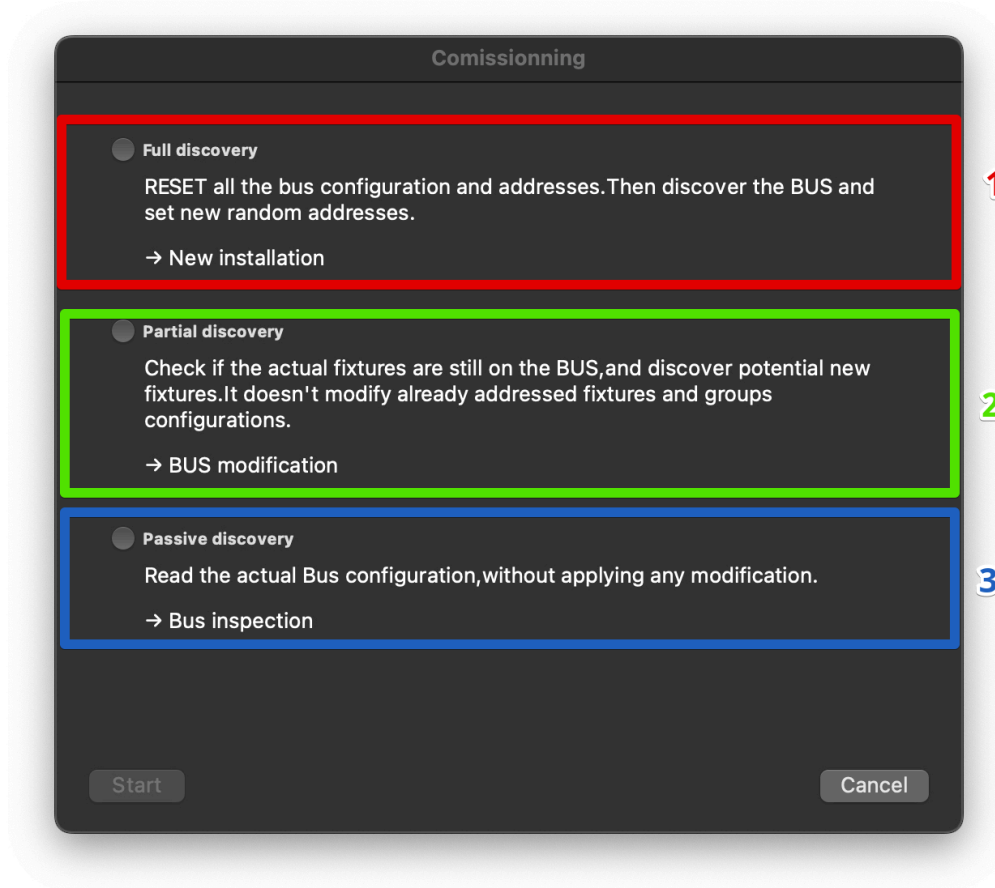 Comissionning
Full discovery
RESET all the bus configuration and addresses.Then discover the BUS and
set new random addresses.
→ New installation
1
Partial discovery
Check if the actual fixtures are still on the BUS,and discover potential new
fixtures.It doesn't modify already addressed fixtures and groups
configurations.
→ BUS modification
2
Passive discovery
Read the actual Bus configuration,without applying any modification.
→ Bus inspection
3
Start
Cancel